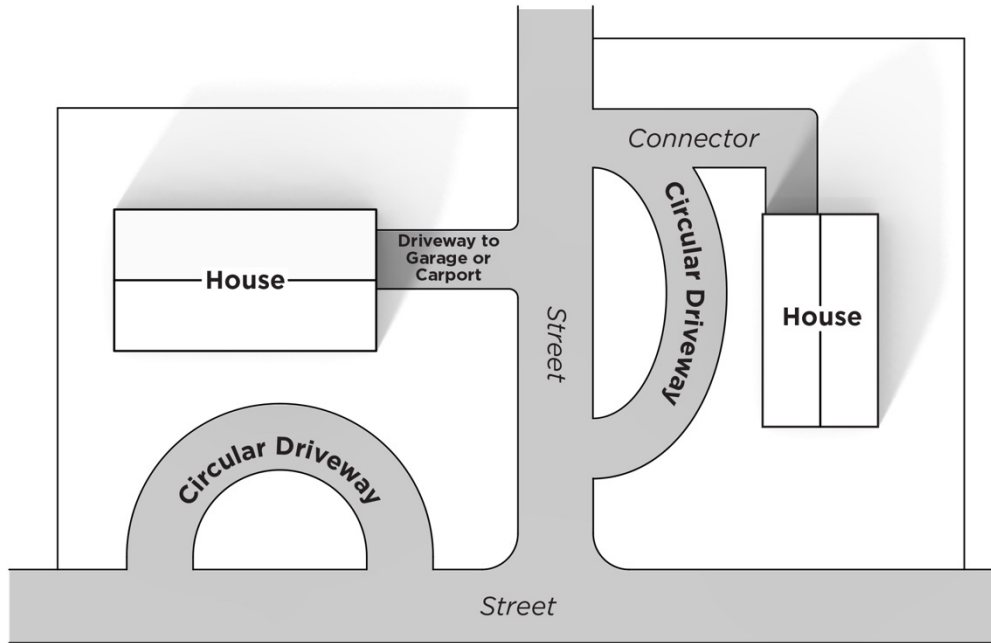 Connector
Circular Driveway
Driveway to
Garage or
Carport
House
Street
House
Circular Driveway
Street